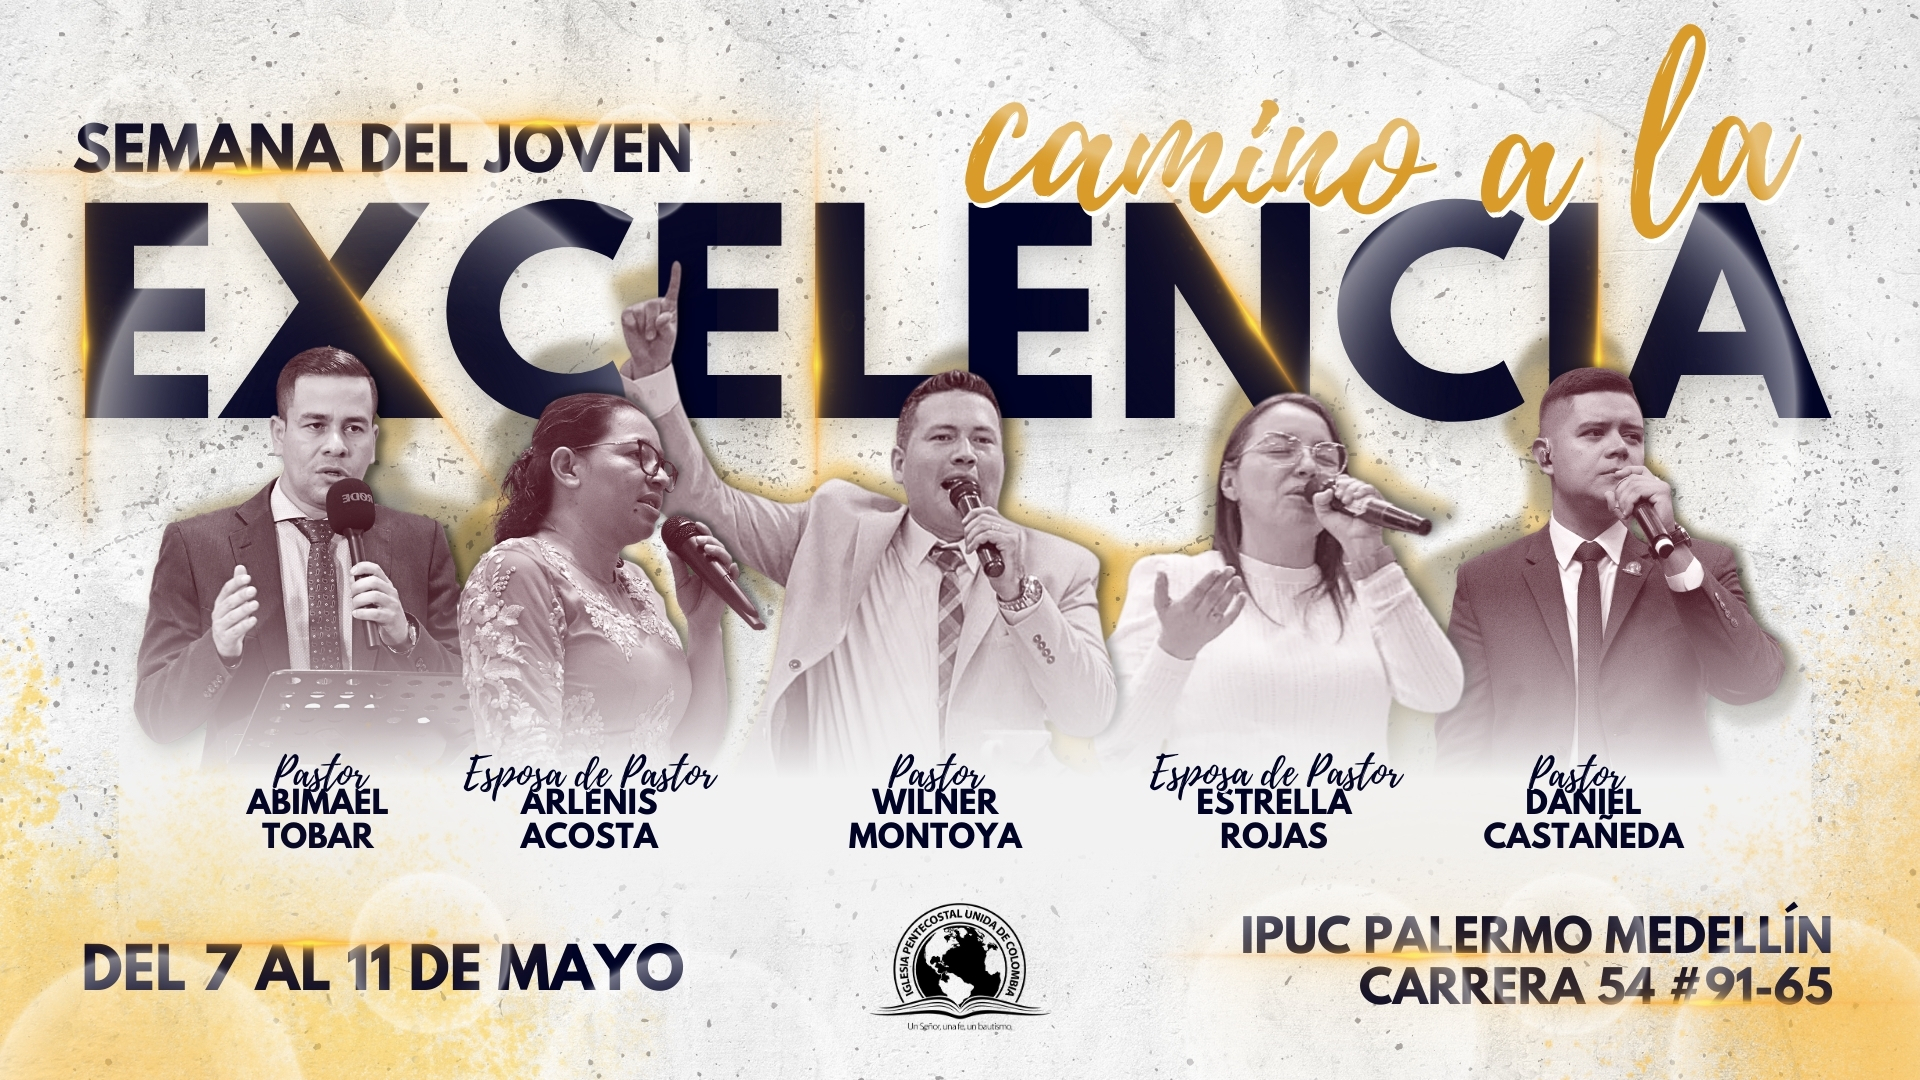 SEMANA DEL JOVEN
camino a la
EXCELENCIA
Pastor
ABIMAEL
TOBAR
Esposa de Pastor
ARLENIS
ACOSTA
Pastor
WILNER
MONTOYA
Esposa de Pastor
ESTRELLA
ROJAS
Pastor
DANIEL
CASTAÑEDA
DEL 7 AL 11 DE MAYO
IGLESIA PENTECOSTAL UNIDA DE COLOMBIA
Un Señor, una fe, un bautismo.
IPUC PALERMO MEDELLÍN
CARRERA 54 #91-65